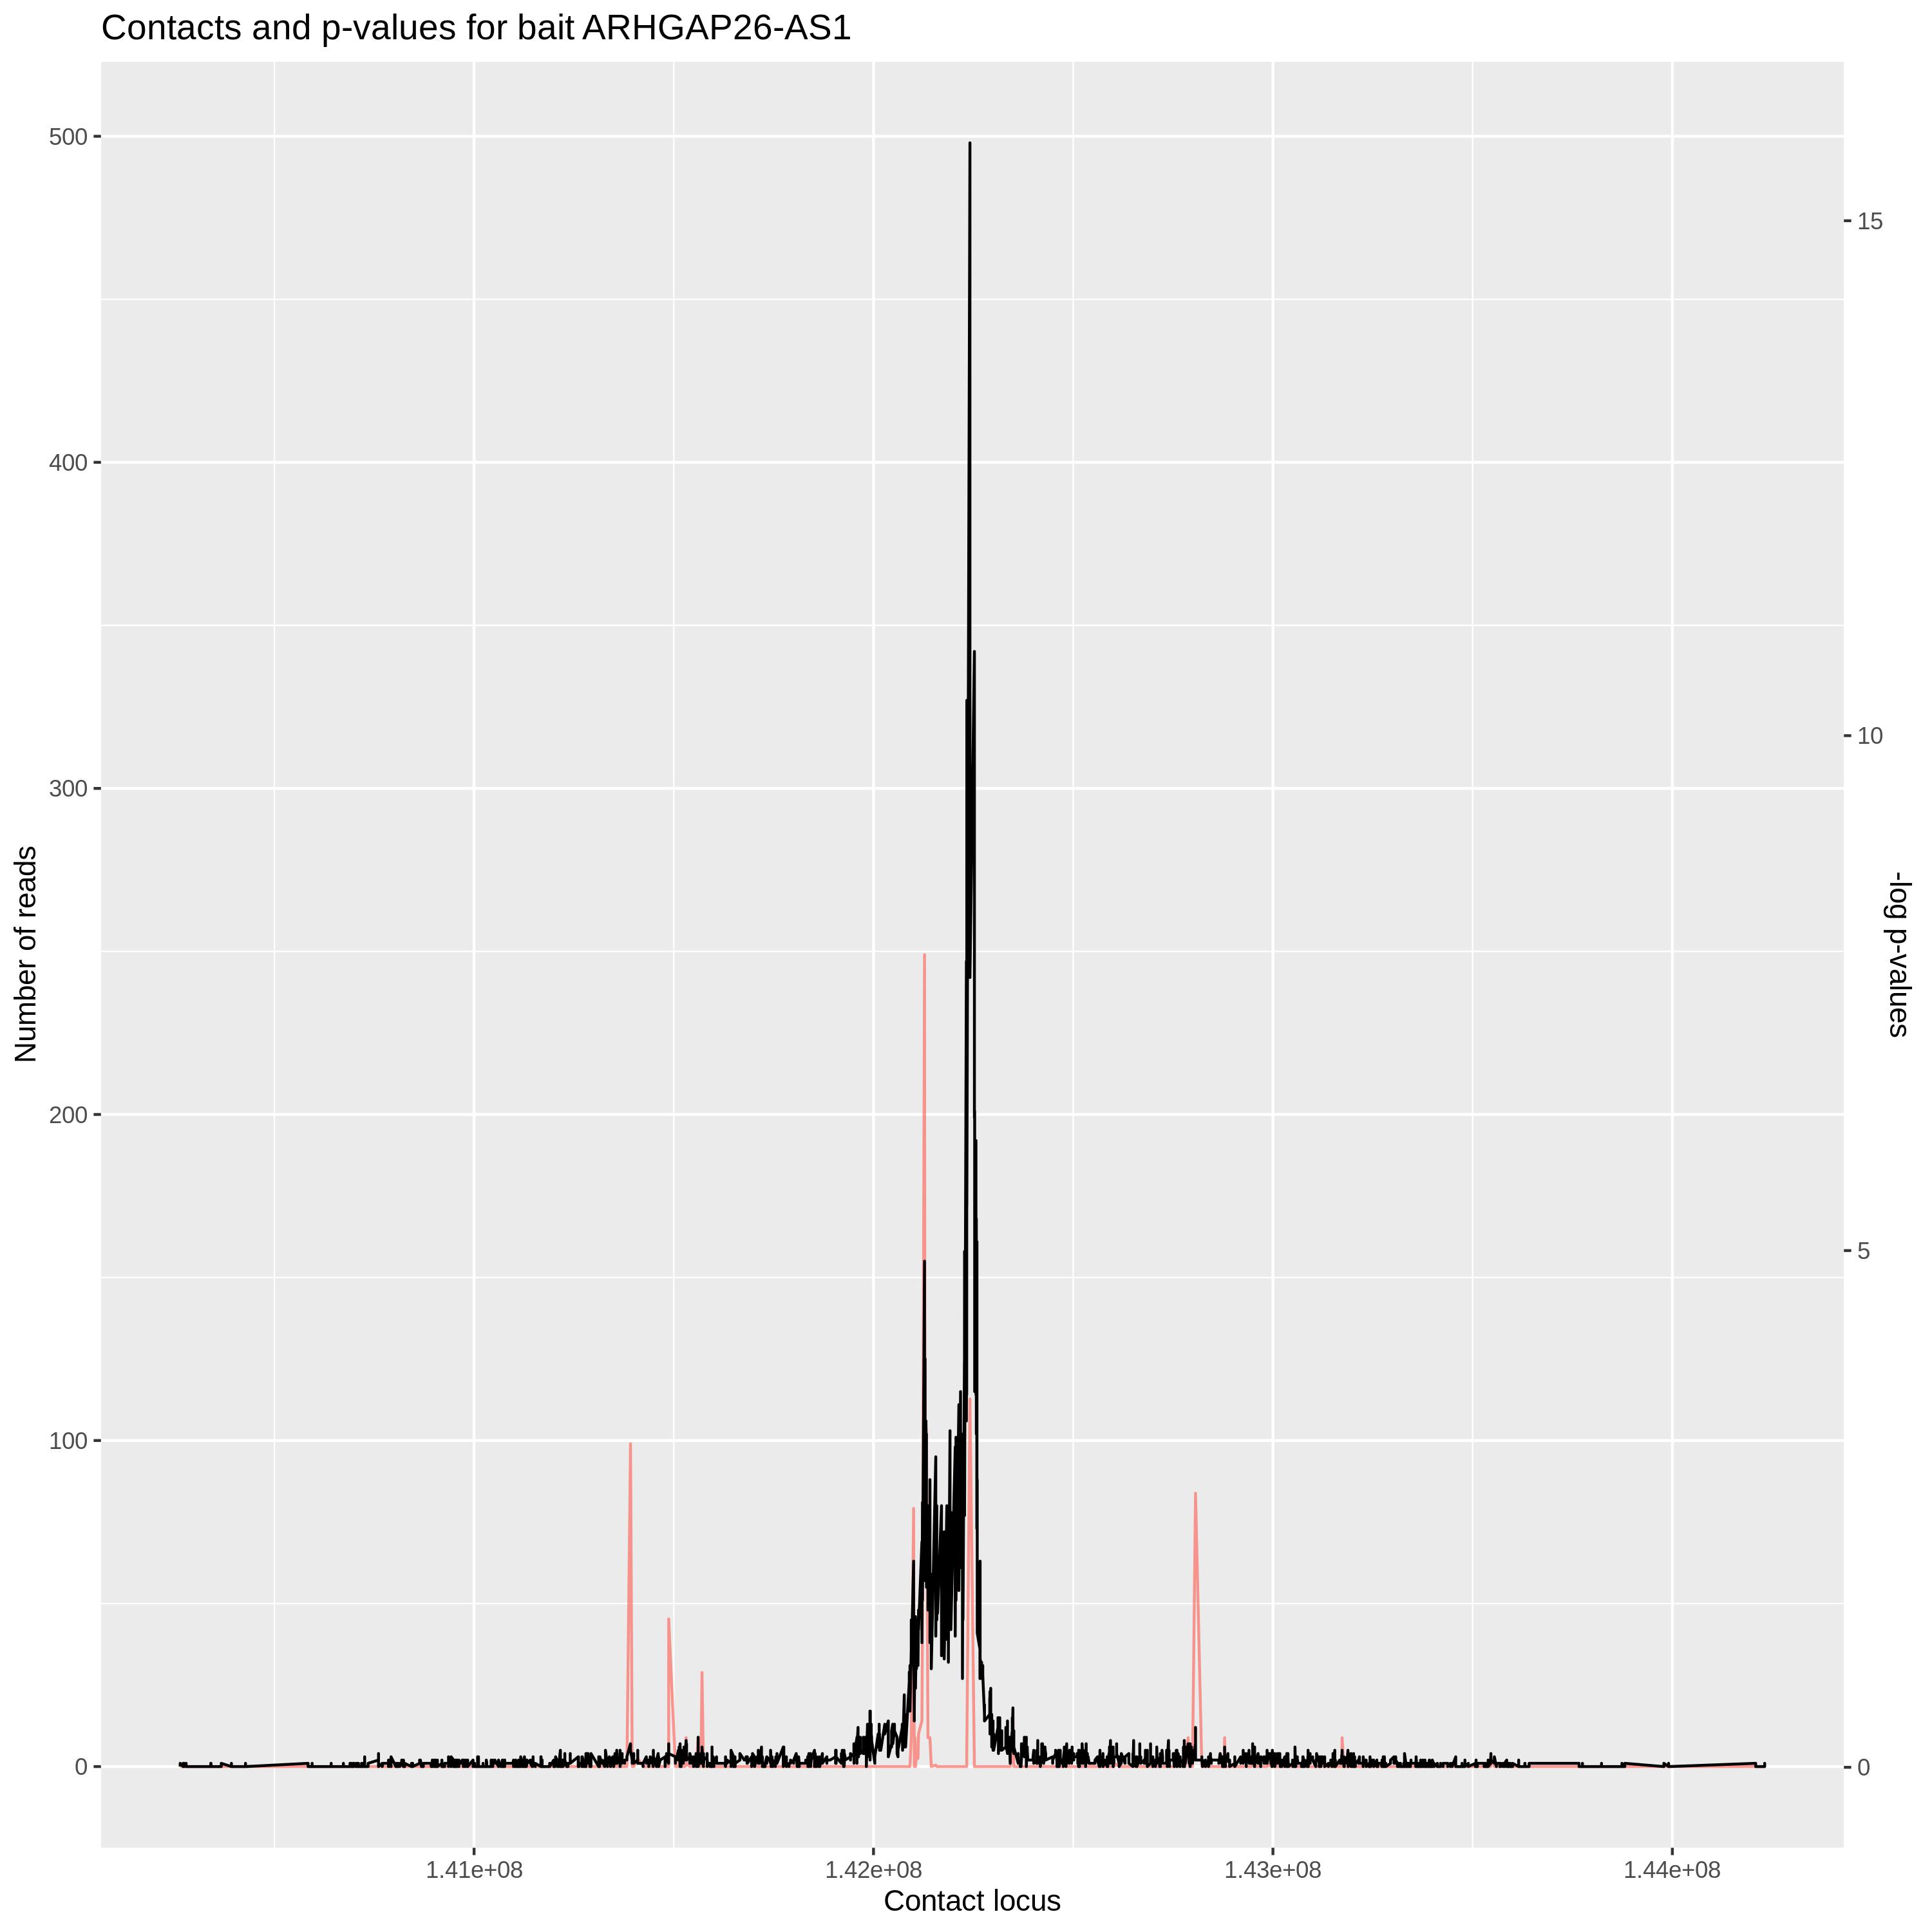 Contacts and p-values for bait ARHGAP26-AS1
500
400
300
200
100
0
Number of reads
15
10
5
0
-log p-values
1.41e+08
1.42e+08
1.43e+08
1.44e+08
Contact locus